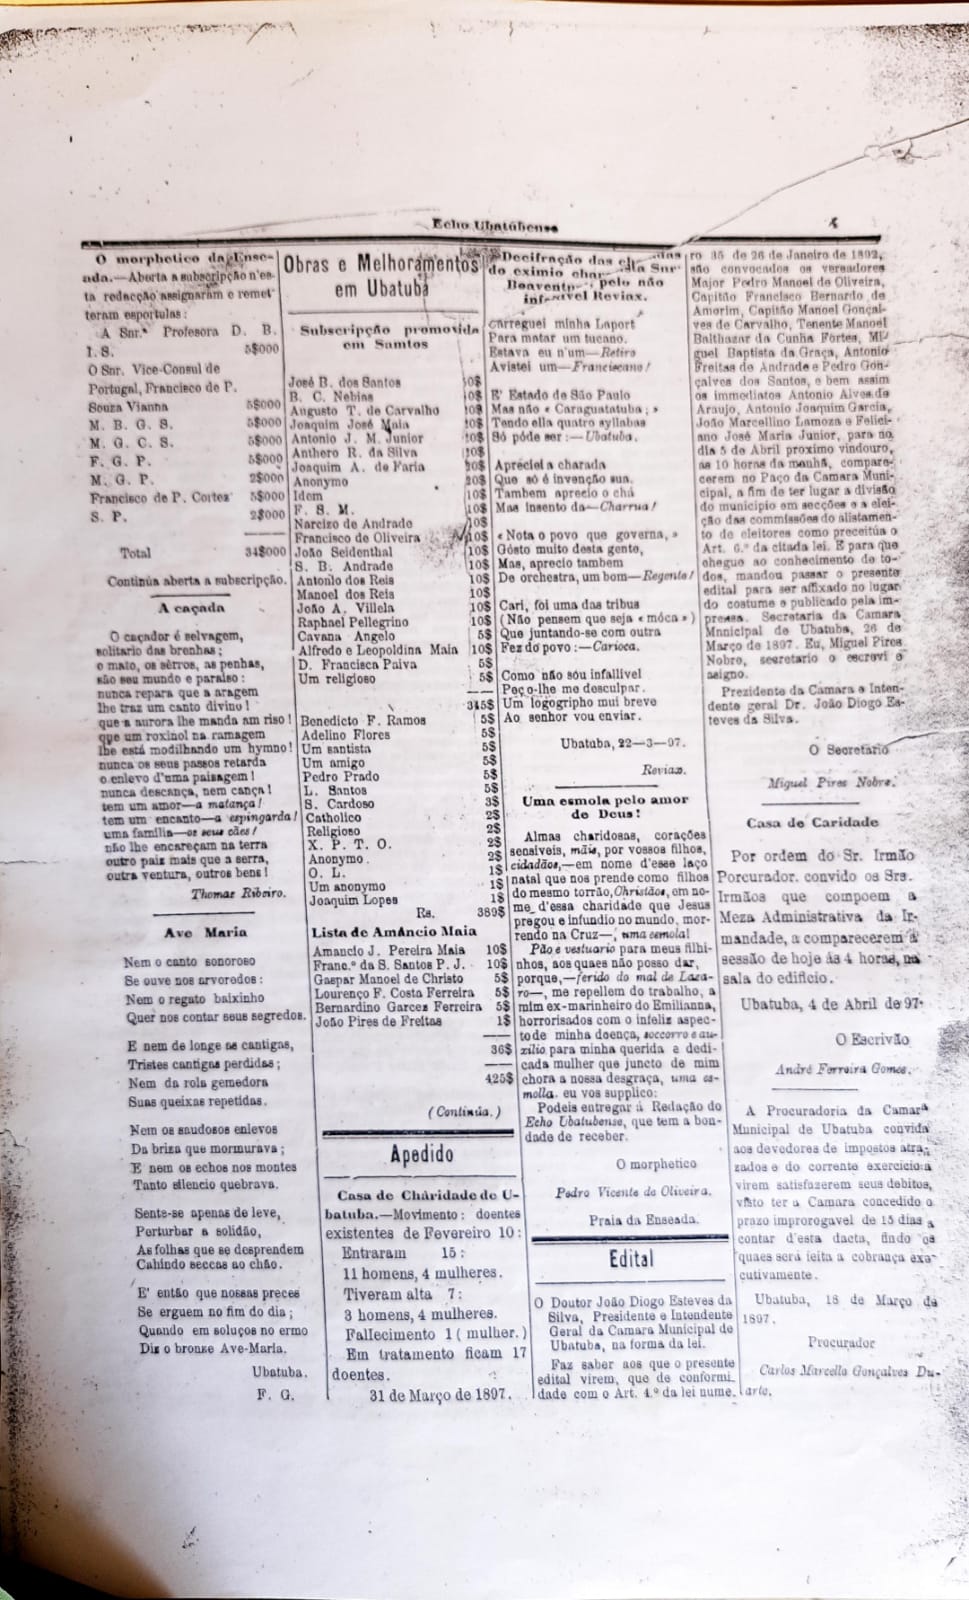 Echo Ubatubense
O morphetico da Ense-
ada.—Aberta a subscripção n'es-
ta redacção assignaram e remet-
teram esportulas:
A Snrª Profesora D. B.
I. S. 5$000
O Snr. Vice-Consul de
Portugal, Francisco de P.
Souza Vianna 5$000
M. B. G. S. 5$000
M. G. C. S. 5$000
F. G. P. 5$000
M. G. P. 2$000
Francisco de P. Cortez 5$000
S. P. 2$000
Total 34$000
Continúa aberta a subscripção.
A caçada
O caçador é selvagem,
solitario das brenhas;
o mato, os sêrros, as penhas,
são seu mundo e paraiso:
nunca repara que a aragem
lhe traz um canto divino!
que a aurora lhe manda am riso!
que um roxinol na ramagem
lhe está modilhando um hymno!
nunca os seus passos retarda
o enlevo d'uma paisagem!
nunca descança, nem cança!
tem um amor—a matança!
tem um encanto—a espingarda!
uma familia—os seus cães!
não lhe encareçam na terra
outro paiz mais que a serra,
outra ventura, outros bens!
Thomaz Ribeiro.
Ave Maria
Nem o canto sonoroso
Se ouve nos arvoredos:
Nem o regato baixinho
Quer nos contar seus segredos.
E nem de longe as cantigas,
Tristes cantigas perdidas;
Nem da rola gemedora
Suas queixas repetidas.
Nem os saudosos enlevos
Da briza que mormurava;
E nem os echos nos montes
Tanto silencio quebrava.
Sente-se apenas de leve,
Perturbar a solidão,
As folhas que se desprendem
Cahindo seccas ao chão.
E' então que nossas preces
Se erguem no fim do dia;
Quando em soluços no ermo
Diz o bronze Ave-Maria.
Ubatuba.
F. G.
Obras e Melhoramentos
em Ubatuba
Subscripção promovida
em Samtos
José B. dos Santos 10$
B. C. Nebias 10$
Augusto T. de Carvalho 10$
Joaquim José Maia 10$
Antonio J. M. Junior 10$
Anthero R. da Silva 10$
Joaquim A. de Faria 20$
Anonymo 20$
Idem 10$
F. S. M. 10$
Narcizo de Andrado 10$
Francisco de Oliveira 10$
João Seidenthal 10$
S. B. Andrade 10$
Antonio dos Reis 10$
Manoel dos Reis 10$
João A. Villela 10$
Raphael Pellegrino 10$
Cavana Angelo 5$
Alfredo e Leopoldina Maia 10$
D. Francisca Paiva 5$
Um religioso 5$
315$
Benedicto F. Ramos 5$
Adelino Flores 5$
Um santista 5$
Um amigo 5$
Pedro Prado 5$
L. Santos 5$
S. Cardoso 3$
Catholico 2$
Religioso 2$
X. P. T. O. 2$
Anonymo. 2$
O. L. 1$
Um anonymo 1$
Joaquim Lopes 1$
Rs. 389$
Lista de Amâncio Maia
Amancio J. Pereira Maia 10$
Franc.º da S. Santos P. J. 10$
Gaspar Manoel de Christo 5$
Lourenço F. Costa Ferreira 5$
Bernardino Garcez Ferreira 5$
João Pires de Freitas 1$
36$
425$
(Continúa.)
Apedido
Casa de Cháridade de U-
batuba.—Movimento: doentes
existentes de Fevereiro 10:
Entraram 15:
11 homens, 4 mulheres.
Tiveram alta 7:
3 homens, 4 mulheres.
Fallecimento 1 (mulher.)
Em tratamento ficam 17
doentes.
31 de Março de 1897.
Decifração das
do eximio Snr
pelo não
Reviax.
Carreguei minha Laport
Para matar um tucano.
Estava eu n'um—Retiro
Avistei um—Franciscano!
E' Estado de São Paulo
Mas não «Caraguatatuba;»
Tendo ella quatro syllabas
Só póde ser:—Ubatuba.
Apreciei a charada
Que só é invenção sua.
Tambem aprecio o chá
Mas insento da—Charrua!
«Nota o povo que governa,»
Gósto muito desta gente,
Mas, aprecio tambem
De orchestra, um bom—Regente!
Cari, foi uma das tribus
(Não pensem que seja «móca»)
Que juntando-se com outra
Fez do povo:—Carioca.
Como não sóu infallivel
Peço-lhe me desculpar.
Um logogripho mui breve
Ao senhor vou enviar.
Ubatuba, 22—3—97.
Reviax.
Uma esmola pelo amor
de Deus!
Almas charidosas, corações
sensiveis, mãis, por vossos filhos,
cidadãos,—em nome d'esse laço
natal que nos prende como filhos
do mesmo torrão, Christãos, em no-
me d'essa charidade que Jesus
pregou e infundio no mundo, mor-
rendo na Cruz—, uma esmola!
Pão e vestuario para meus filhi-
nhos, aos quaes não posso dar,
porque,—ferido do mal de Laza-
ro—, me repellem do trabalho, a
mim ex-marinheiro do Emilianna,
horrorisados com o infeliz aspec-
to de minha doença, soccorro e au-
xilio para minha querida e dedi-
cada mulher que juncto de mim
chora a nossa desgraça, uma es-
molla. eu vos supplico:
Podeis entregar á Redação do
Echo Ubatubense, que tem a bon-
dade de receber.
O morphetico
Pedro Vicente de Oliveira.
Praia da Enseada.
Edital
O Doutor João Diogo Esteves da
Silva, Presidente e Intendente
Geral da Camara Municipal de
Ubatuba, na forma da lei.
Faz saber aos que o presente
edital virem, que de conformi-
dade com o Art. 4.º da lei nume.
ro 35 de 26 de Janeiro de 1892,
são convocados os vereadores
Major Pedro Manoel de Oliveira,
Capitão Francisco Bernardo de
Amorim, Capitão Manoel Gonçal-
ves de Carvalho, Tenente Manoel
Balthazar da Cunha Fortes, Mi-
guel Baptista da Graça, Antonio
Freitas de Andrade e Pedro Gon-
çalves dos Santos, e bem assim
os immediatos Antonio Alves de
Araujo, Antonio Joaquim Garcia,
João Marcellino Lamoza e Felici-
ano José Maria Junior, para no
dia 5 de Abril proximo vindouro,
as 10 horas da manhã, compare-
cerem no Paço da Camara Muni-
cipal, a fim de ter lugar a divisão
do municipio em secções e a elei-
ção das commissões do alistamen-
to de eleitores como preceitúa o
Art. 6.º da citada lei. E para que
chegue ao conhecimento de to-
dos, mandou passar o presente
edital para ser affixado no lugar
do costume e publicado pela im-
prensa. Secretaria da Camara
Mnnicipal de Ubatuba, 26 de
Março de 1897. Eu, Miguel Pires
Nobre, secretario o escrevi e
asigno.
Prezidente da Camara e Inten-
dente geral Dr. João Diogo Es-
teves da Silva.
O Secretario
Miguel Pires Nobre.
Casa de Caridade
Por ordem do Sr. Irmão
Porcurador. convido os Srs.
Irmãos que compoem a
Meza Administrativa da Ir-
mandade, a comparecerem á
sessão de hoje ás 4 horas, na
sala do edificio.
Ubatuba, 4 de Abril de 97.
O Escrivão
André Ferreira Gomes.
A Procuradoria da Camara
Municipal de Ubatuba convida
aos devedores de impostos atra-
zados e do corrente exercicio a
virem satisfazerem seus debitos,
visto ter a Camara concedido o
prazo improrogavel de 15 dias a
contar d'esta dacta, findo os
quaes será feita a cobrança exe-
cutivamente.
Ubatuba, 18 de Março de
1897.
Procurador
Carlos Marcello Gonçalves Du-
arte.